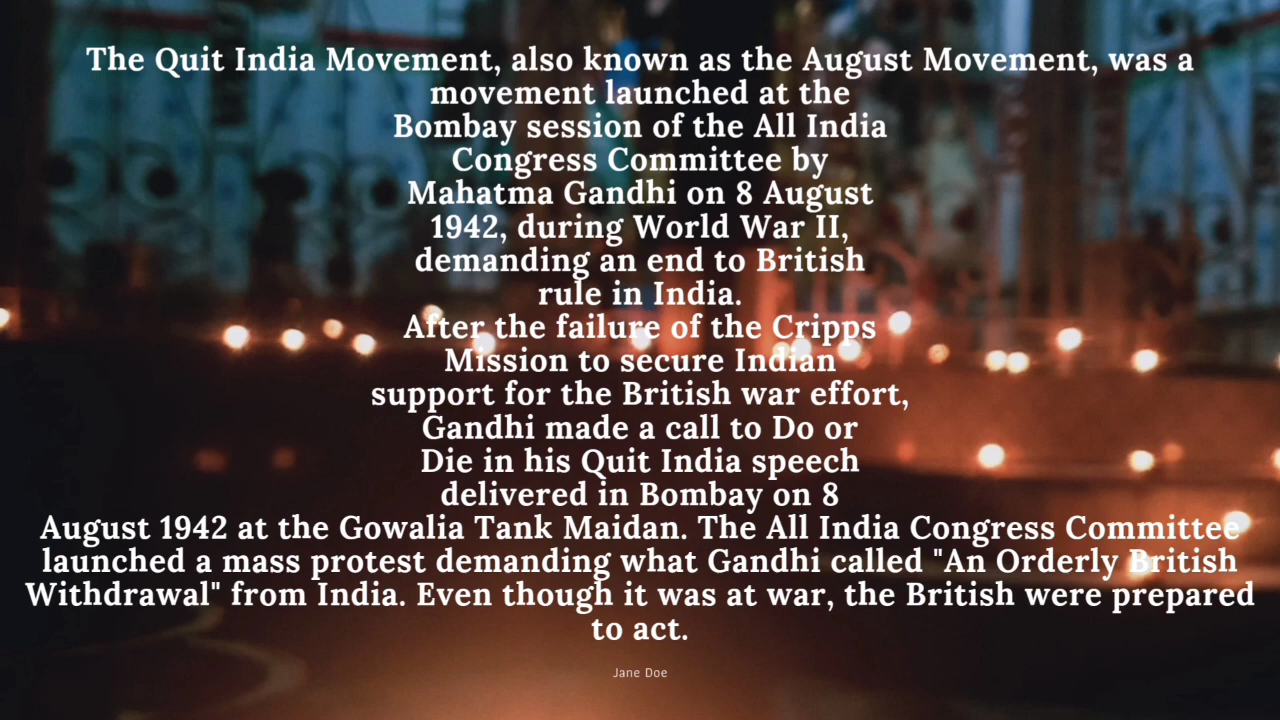 The Quit India Movement, also known as the August Movement, was a
movement launched at the
Bombay session of the All India
Congress Committee by
Mahatma Gandhi on 8 August
1942, during World War II,
demanding an end to British
rule in India.
After the failure of the Cripps
Mission to secure Indian
support for the British war effort,
Gandhi made a call to Do or
Die in his Quit India speech
delivered in Bombay on 8
August 1942 at the Gowalia Tank Maidan. The All India Congress Committee
launched a mass protest demanding what Gandhi called "An Orderly British
Withdrawal" from India. Even though it was at war, the British were prepared
to act.
Jane Doe